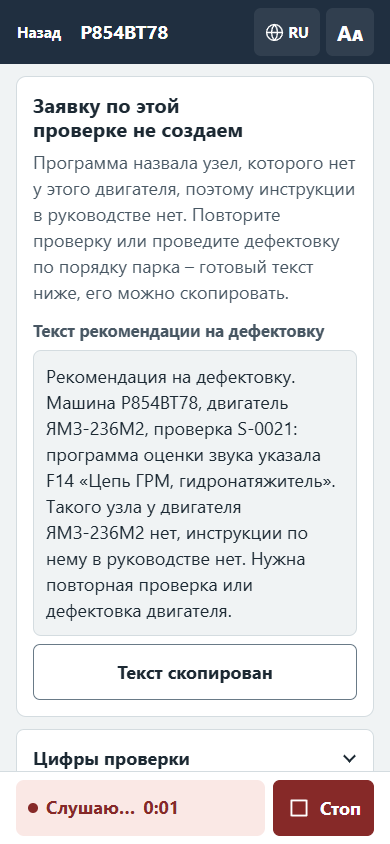 Назад P854BT78 RU Aa
Заявку по этой
проверке не создаем
Программа назвала узел, которого нет
у этого двигателя, поэтому инструкции
в руководстве нет. Повторите
проверку или проведите дефектовку
по порядку парка – готовый текст
ниже, его можно скопировать.
Текст рекомендации на дефектовку
Рекомендация на дефектовку.
Машина P854BT78, двигатель
ЯМЗ-236М2, проверка S-0021:
программа оценки звука указала
F14 «Цепь ГРМ, гидронатяжитель».
Такого узла у двигателя
ЯМЗ-236М2 нет, инструкции по
нему в руководстве нет. Нужна
повторная проверка или
дефектовка двигателя.
Текст скопирован
Цифры проверки
Слушаю... 0:01 Стоп